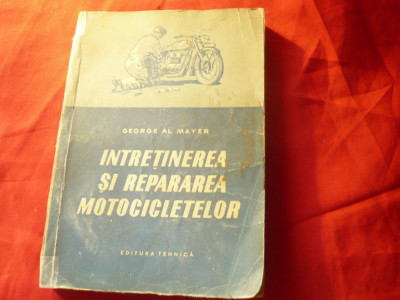 GEORGE AL. MAYER
INTREȚINEREA
ȘI REPARAREA
MOTOCICLETELOR
EDITURA TEHNICĂ